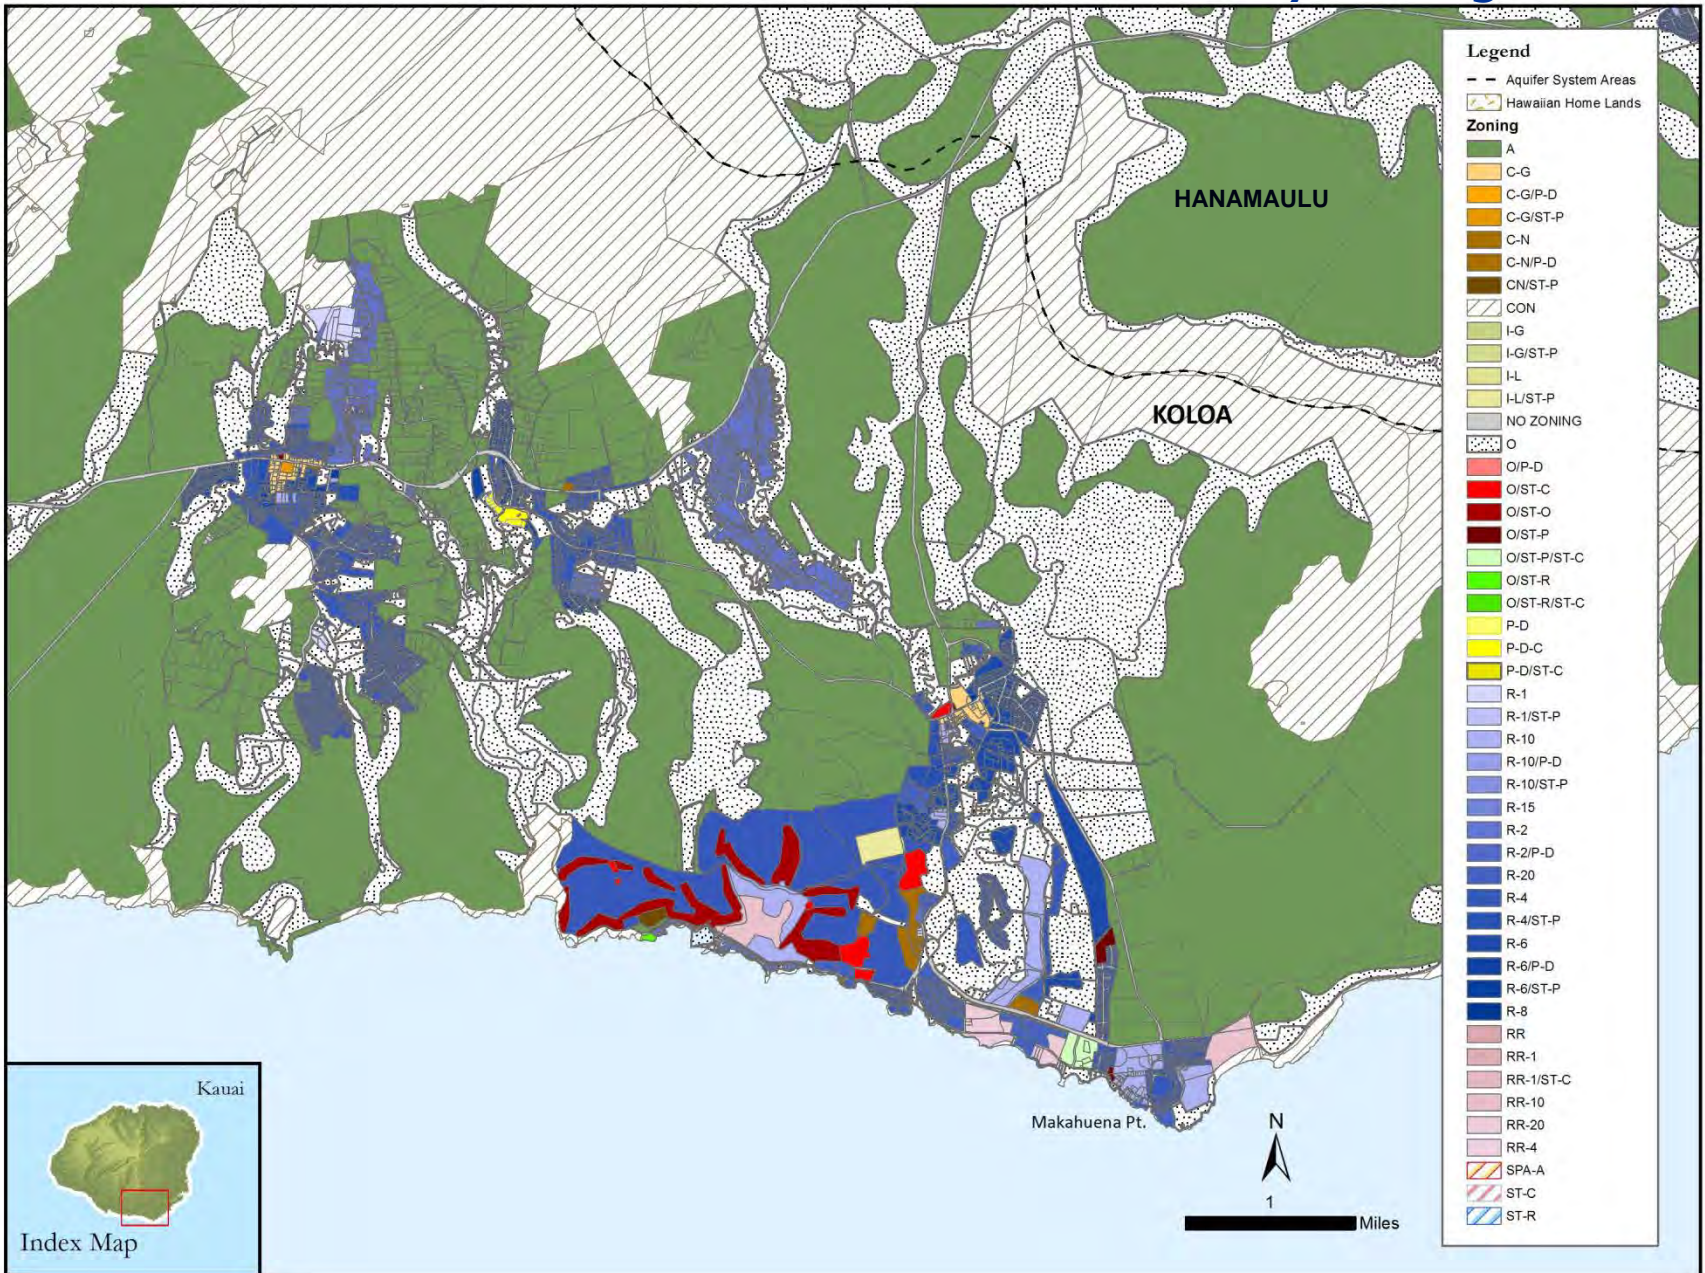 Legend
Aquifer System Areas
Hawaiian Home Lands
Zoning
A
C-G
C-G/P-D
C-G/ST-P
C-N
C-N/P-D
CN/ST-P
CON
I-G
I-G/ST-P
I-L
I-L/ST-P
NO ZONING
O
O/P-D
O/ST-C
O/ST-O
O/ST-P
O/ST-P/ST-C
O/ST-R
O/ST-R/ST-C
P-D
P-D-C
P-D/ST-C
R-1
R-1/ST-P
R-10
R-10/P-D
R-10/ST-P
R-15
R-2
R-2/P-D
R-20
R-4
R-4/ST-P
R-6
R-6/P-D
R-6/ST-P
R-8
RR
RR-1
RR-1/ST-C
RR-10
RR-20
RR-4
SPA-A
ST-C
ST-R
HANAMAULU
KOLOA
Makahuena Pt.
N
1
Miles
Kauai
Index Map